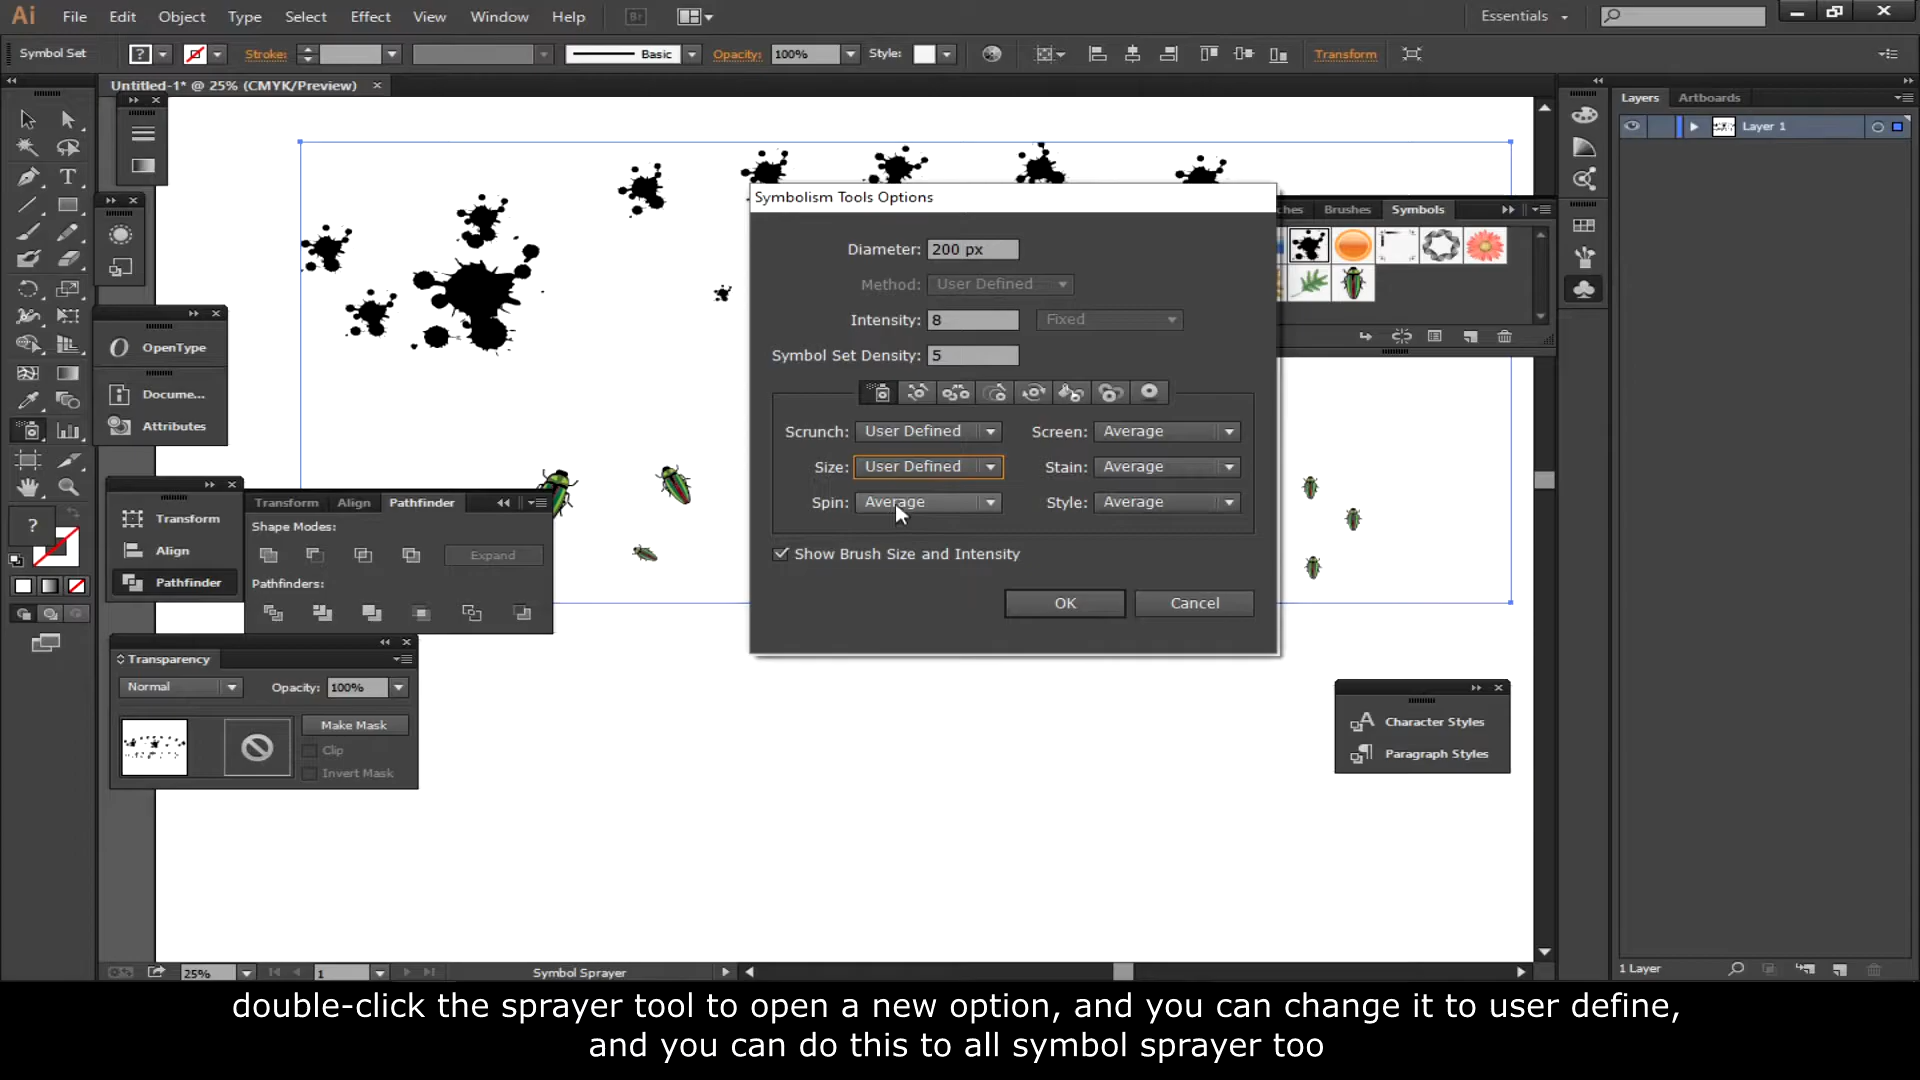 Ai File Edit Object Type Select Effect View Window Help Br Essentials
Symbol Set ? Stroke: Basic Opacity: 100% Style: Transform
Untitled-1* @ 25% (CMYK/Preview)
Layers Artboards
Layer 1
Symbolism Tools Options
ches Brushes Symbols
Diameter: 200 px
Method: User Defined
Intensity: 8 Fixed
Symbol Set Density: 5
Scrunch: User Defined Screen: Average
Size: User Defined Stain: Average
Spin: Average Style: Average
Show Brush Size and Intensity
OK Cancel
OpenType
Docume...
Attributes
Transform
Align
Pathfinder
Transform Align Pathfinder
Shape Modes:
Expand
Pathfinders:
?
Transparency
Normal Opacity: 100%
Make Mask
Clip
Invert Mask
Character Styles
Paragraph Styles
25% 1 Symbol Sprayer
1 Layer
double-click the sprayer tool to open a new option, and you can change it to user define,
and you can do this to all symbol sprayer too